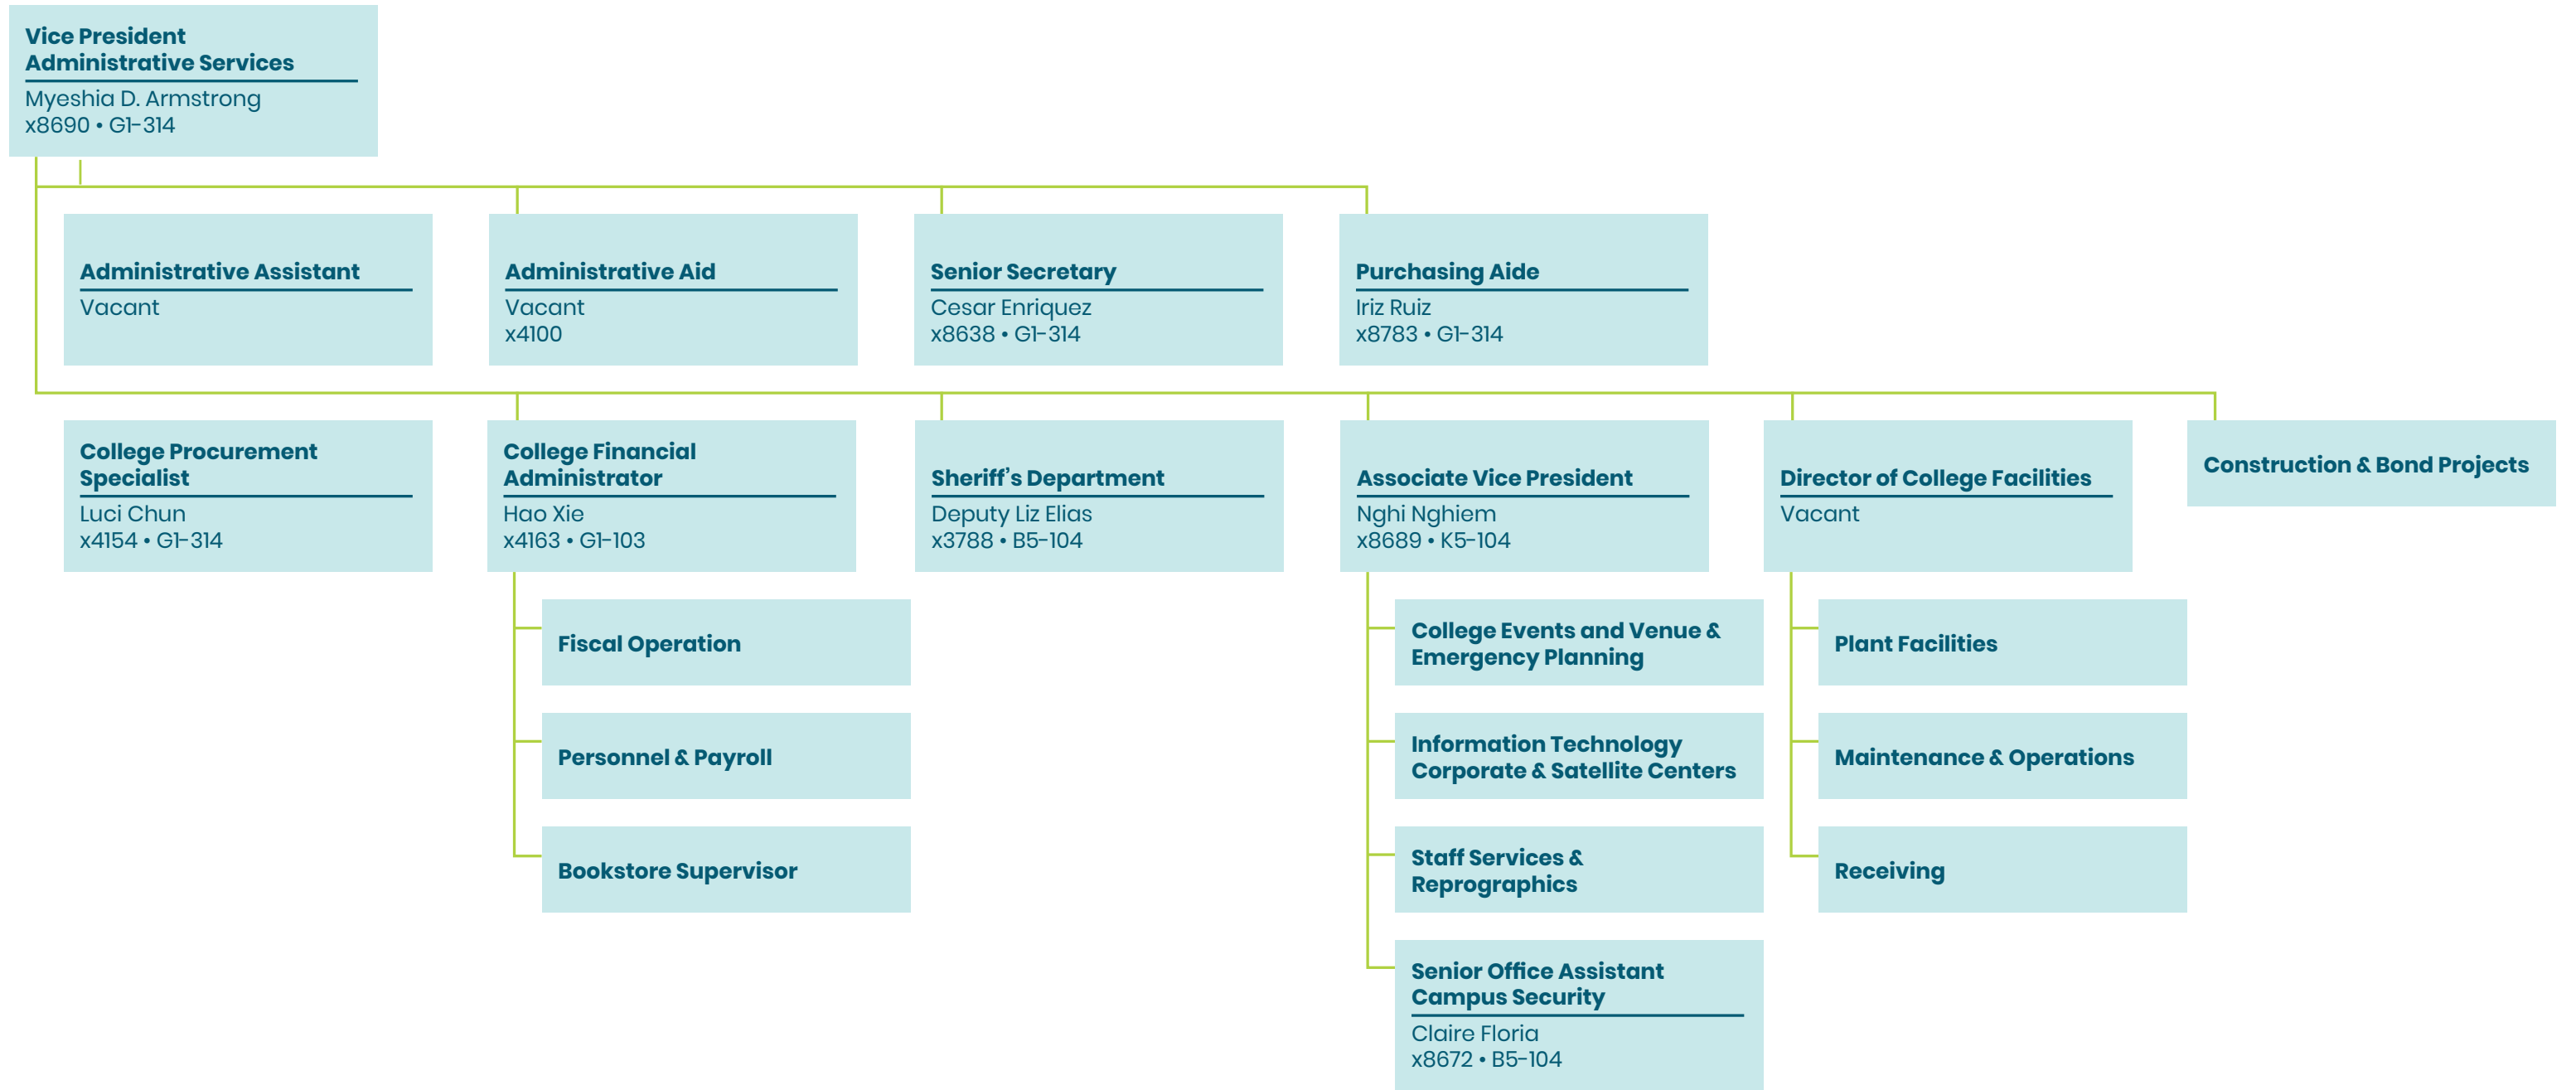 Vice President
Administrative Services
Myeshia D. Armstrong
x8690 • G1-314
Administrative Assistant
Vacant
Administrative Aid
Vacant
x4100
Senior Secretary
Cesar Enriquez
x8638 • G1-314
Purchasing Aide
Iriz Ruiz
x8783 • G1-314
College Procurement
Specialist
Luci Chun
x4154 • G1-314
College Financial
Administrator
Hao Xie
x4163 • G1-103
Sheriff’s Department
Deputy Liz Elias
x3788 • B5-104
Associate Vice President
Nghi Nghiem
x8689 • K5-104
Director of College Facilities
Vacant
Construction & Bond Projects
Fiscal Operation
Personnel & Payroll
Bookstore Supervisor
College Events and Venue &
Emergency Planning
Information Technology
Corporate & Satellite Centers
Staff Services &
Reprographics
Senior Office Assistant
Campus Security
Claire Floria
x8672 • B5-104
Plant Facilities
Maintenance & Operations
Receiving